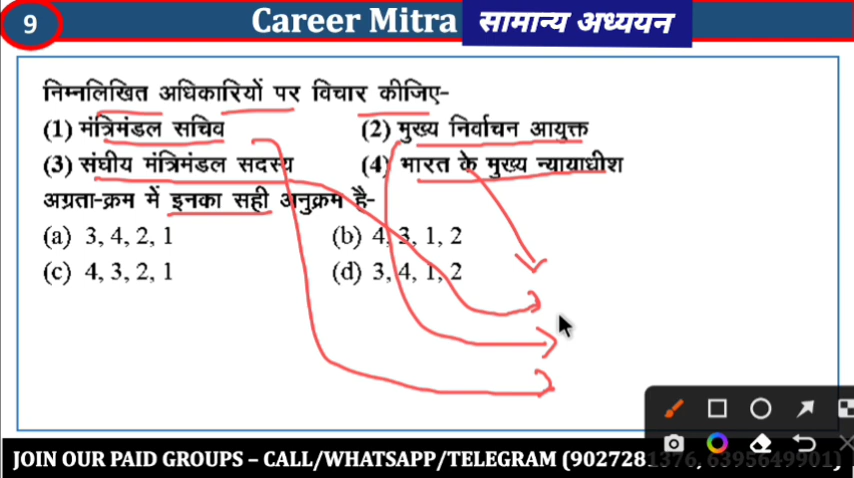 9 Career Mitra सामान्य अध्ययन
निम्नलिखित अधिकारियों पर विचार कीजिए-
(1) मंत्रिमंडल सचिव (2) मुख्य निर्वाचन आयुक्त
(3) संघीय मंत्रिमंडल सदस्य (4) भारत के मुख्य न्यायाधीश
अग्रता-क्रम में इनका सही अनुक्रम है-
(a) 3, 4, 2, 1 (b) 4, 3, 1, 2
(c) 4, 3, 2, 1 (d) 3, 4, 1, 2
JOIN OUR PAID GROUPS – CALL/WHATSAPP/TELEGRAM (9027281376, 6395649901)